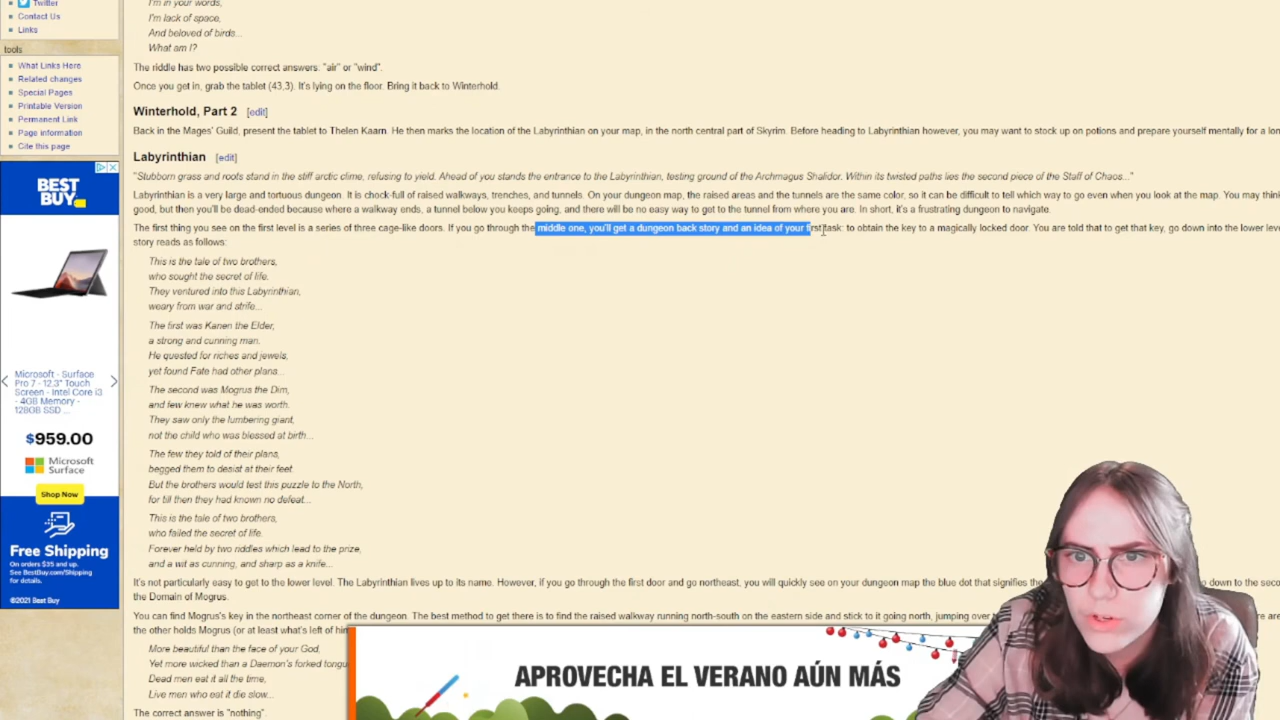 Twitter
Contact Us
Links
tools
What Links Here
Related changes
Special Pages
Printable Version
Permanent Link
Page information
Cite this page
BEST
BUY
Microsoft - Surface
Pro 7 - 12.3" Touch
Screen - Intel Core i3
- 4GB Memory -
128GB SSD ...
$959.00
Microsoft
Surface
Shop Now
Free Shipping
On orders $35 and up.
See BestBuy.com/Shipping
for details.
©2021 Best Buy
I'm in your words,
I'm lack of space,
And beloved of birds...
What am I?
The riddle has two possible correct answers: "air" or "wind".
Once you get in, grab the tablet (43,3). It's lying on the floor. Bring it back to Winterhold.
Winterhold, Part 2 [edit]
Back in the Mages' Guild, present the tablet to Thelen Kaarn. He then marks the location of the Labyrinthian on your map, in the north central part of Skyrim. Before heading to Labyrinthian however, you may want to stock up on potions and prepare yourself mentally for a
Labyrinthian [edit]
"Stubborn grass and roots stand in the stiff arctic clime, refusing to yield. Ahead of you stands the entrance to the Labyrinthian, testing ground of the Archmagus Shalidor. Within its twisted paths lies the second piece of the Staff of Chaos..."
Labyrinthian is a very large and tortuous dungeon. It is chock-full of raised walkways, trenches, and tunnels. On your dungeon map, the raised areas and the tunnels are the same color, so it can be difficult to tell which way to go even when you look at the map. You may
good, but then you'll be dead-ended because where a walkway ends, a tunnel below you keeps going, and there will be no easy way to get to the tunnel from where you are. In short, it's a frustrating dungeon to navigate.
The first thing you see on the first level is a series of three cage-like doors. If you go through the middle one, you'll get a dungeon back story and an idea of your first task: to obtain the key to a magically locked door. You are told that to get that key, go down into the lower
story reads as follows:
This is the tale of two brothers,
who sought the secret of life.
They ventured into this Labyrinthian,
weary from war and strife...
The first was Kanen the Elder,
a strong and cunning man.
He quested for riches and jewels,
yet found Fate had other plans...
The second was Mogrus the Dim,
and few knew what he was worth.
They saw only the lumbering giant,
not the child who was blessed at birth...
The few they told of their plans,
begged them to desist at their feet.
But the brothers would test this puzzle to the North,
for till then they had known no defeat...
This is the tale of two brothers,
who failed the secret of life.
Forever held by two riddles which lead to the prize,
and a wit as cunning, and sharp as a knife...
It's not particularly easy to get to the lower level. The Labyrinthian lives up to its name. However, if you go through the first door and go northeast, you will quickly see on your dungeon map the blue dot that signifies the down to the
the Domain of Mogrus.
You can find Mogrus's key in the northeast corner of the dungeon. The best method to get there is to find the raised walkway running north-south on the eastern side and stick to it going north, jumping over
the other holds Mogrus (or at least what's left of him
More beautiful than the face of your God,
Yet more wicked than a Daemon's forked tongue
Dead men eat it all the time,
Live men who eat it die slow...
The correct answer is "nothing".
APROVECHA EL VERANO AÚN MÁS